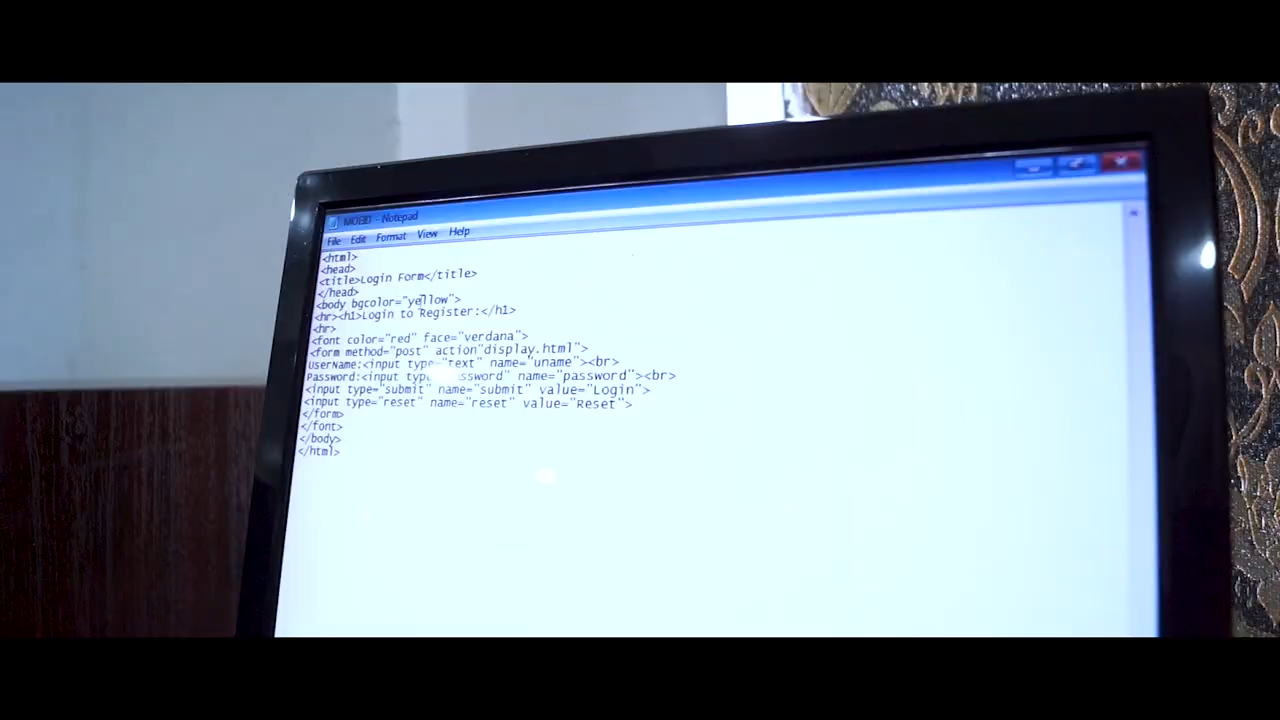 - Notepad
File Edit Format View Help
<html>
<head>
<title>Login Form</title>
</head>
<body bgcolor="yellow">
<hr><h1>Login to Register:</h1>
<hr>
<font color="red" face="verdana">
<form method="post" action"display.html">
UserName:<input type="text" name="uname"><br>
Password:<input name="password"><br>
<input type="submit" name="submit" value="Login">
<input type="reset" name="reset" value="Reset">
</form>
</font>
</body>
</html>